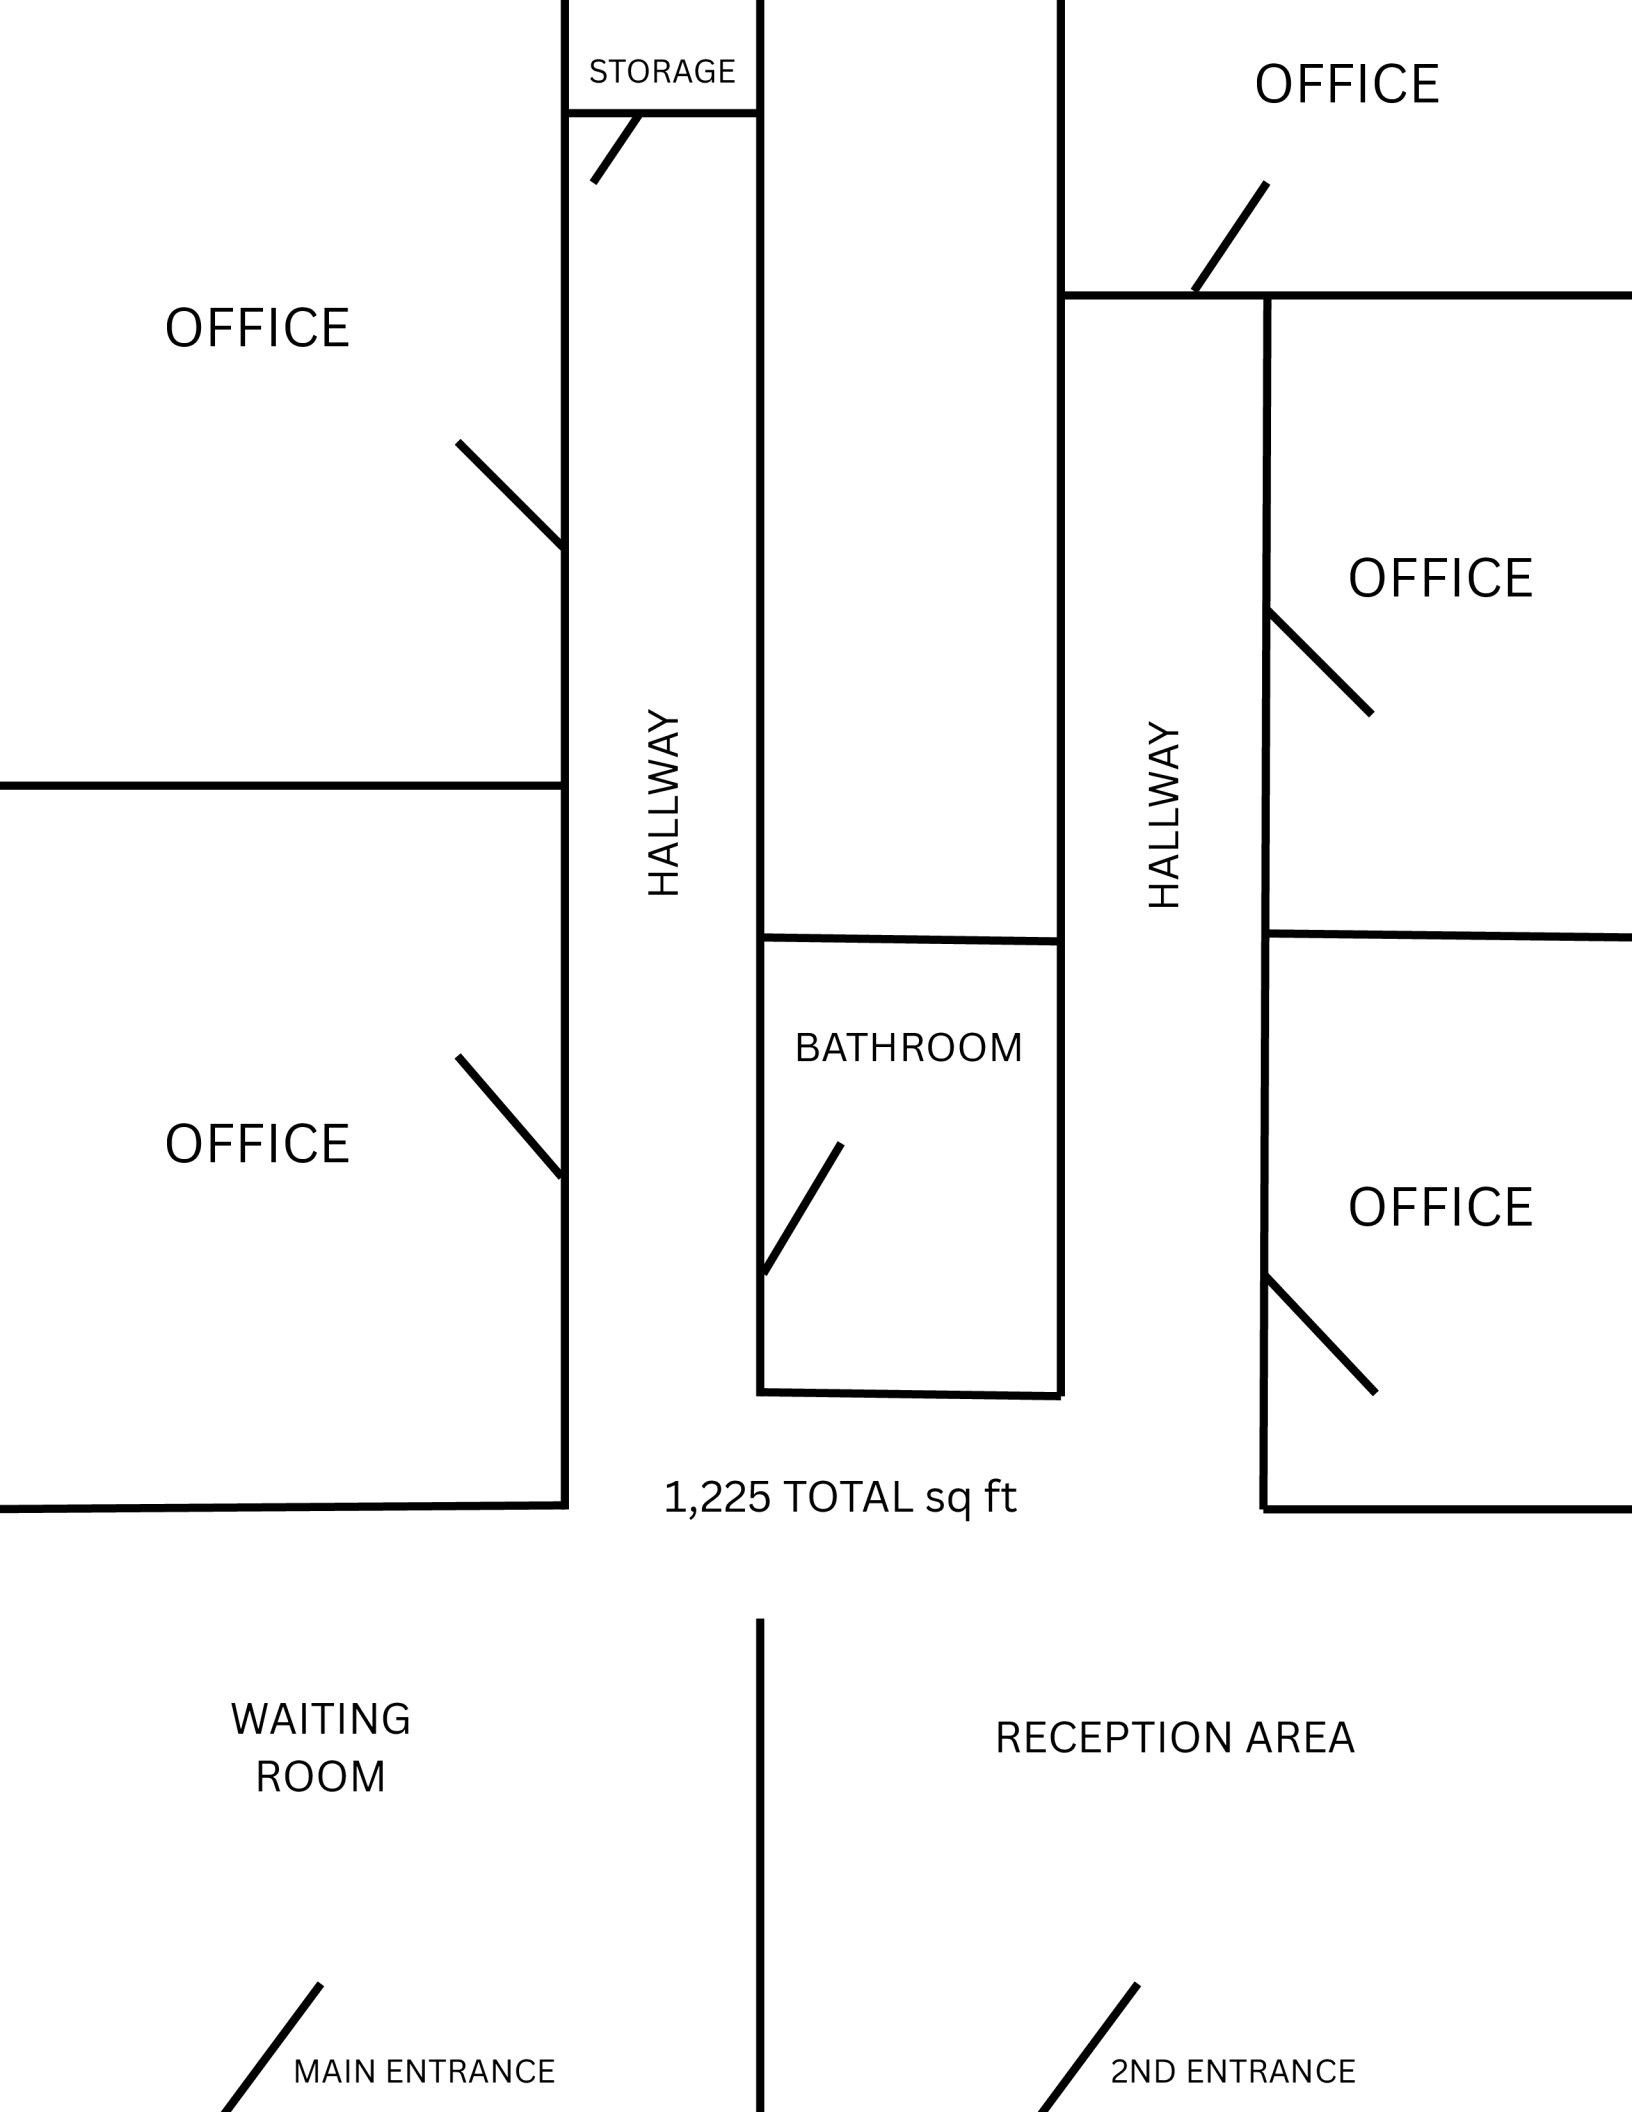 STORAGE
OFFICE
OFFICE
OFFICE
HALLWAY
HALLWAY
BATHROOM
OFFICE
OFFICE
1,225 TOTAL sq ft
WAITING
ROOM
RECEPTION AREA
MAIN ENTRANCE
2ND ENTRANCE